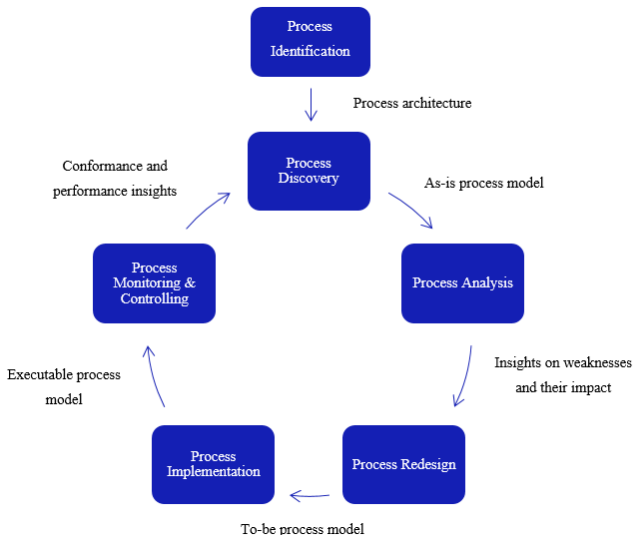 Process
Identification
Process architecture
Process
Discovery
Conformance and
performance insights
As-is process model
Process
Monitoring &
Controlling
Process Analysis
Insights on weaknesses
and their impact
Executable process
model
Process
Implementation
Process Redesign
To-be process model